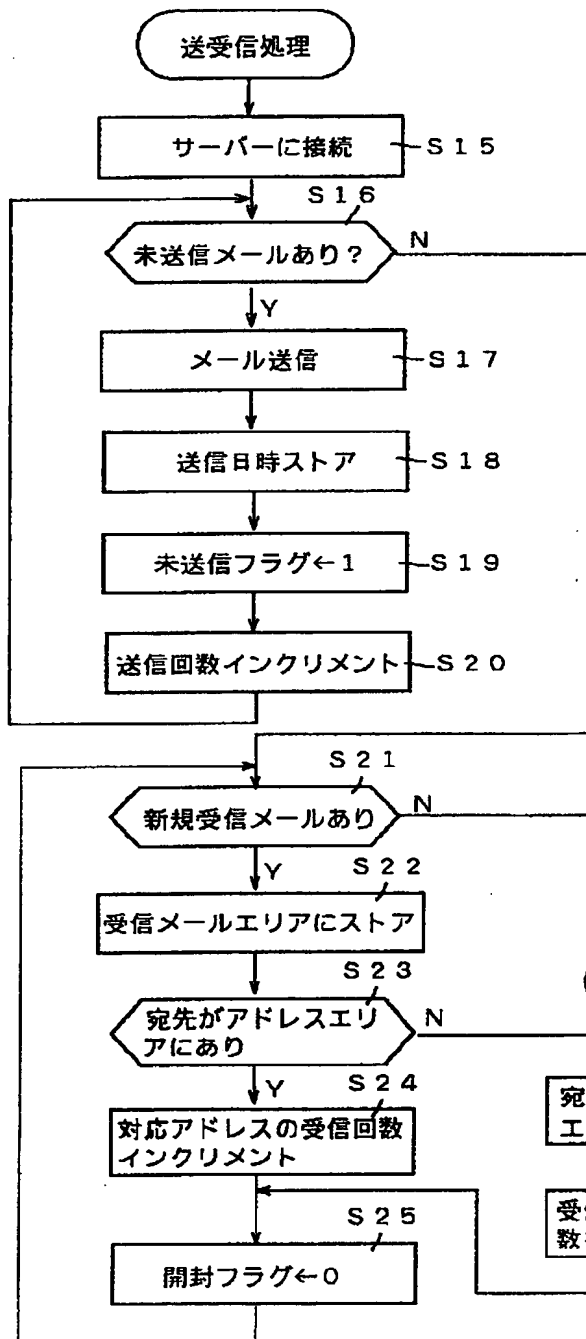 送受信処理
サーバーに接続
S15
S16
未送信メールあり?
N
Y
メール送信
S17
送信日時ストア
S18
未送信フラグ←1
S19
送信回数インクリメント
S20
S21
新規受信メールあり
N
Y
S22
受信メールエリアにストア
S23
宛先がアドレスエリ
アにあり
N
Y
S24
対応アドレスの受信回数
インクリメント
宛
エ
S25
開封フラグ←0
受
数